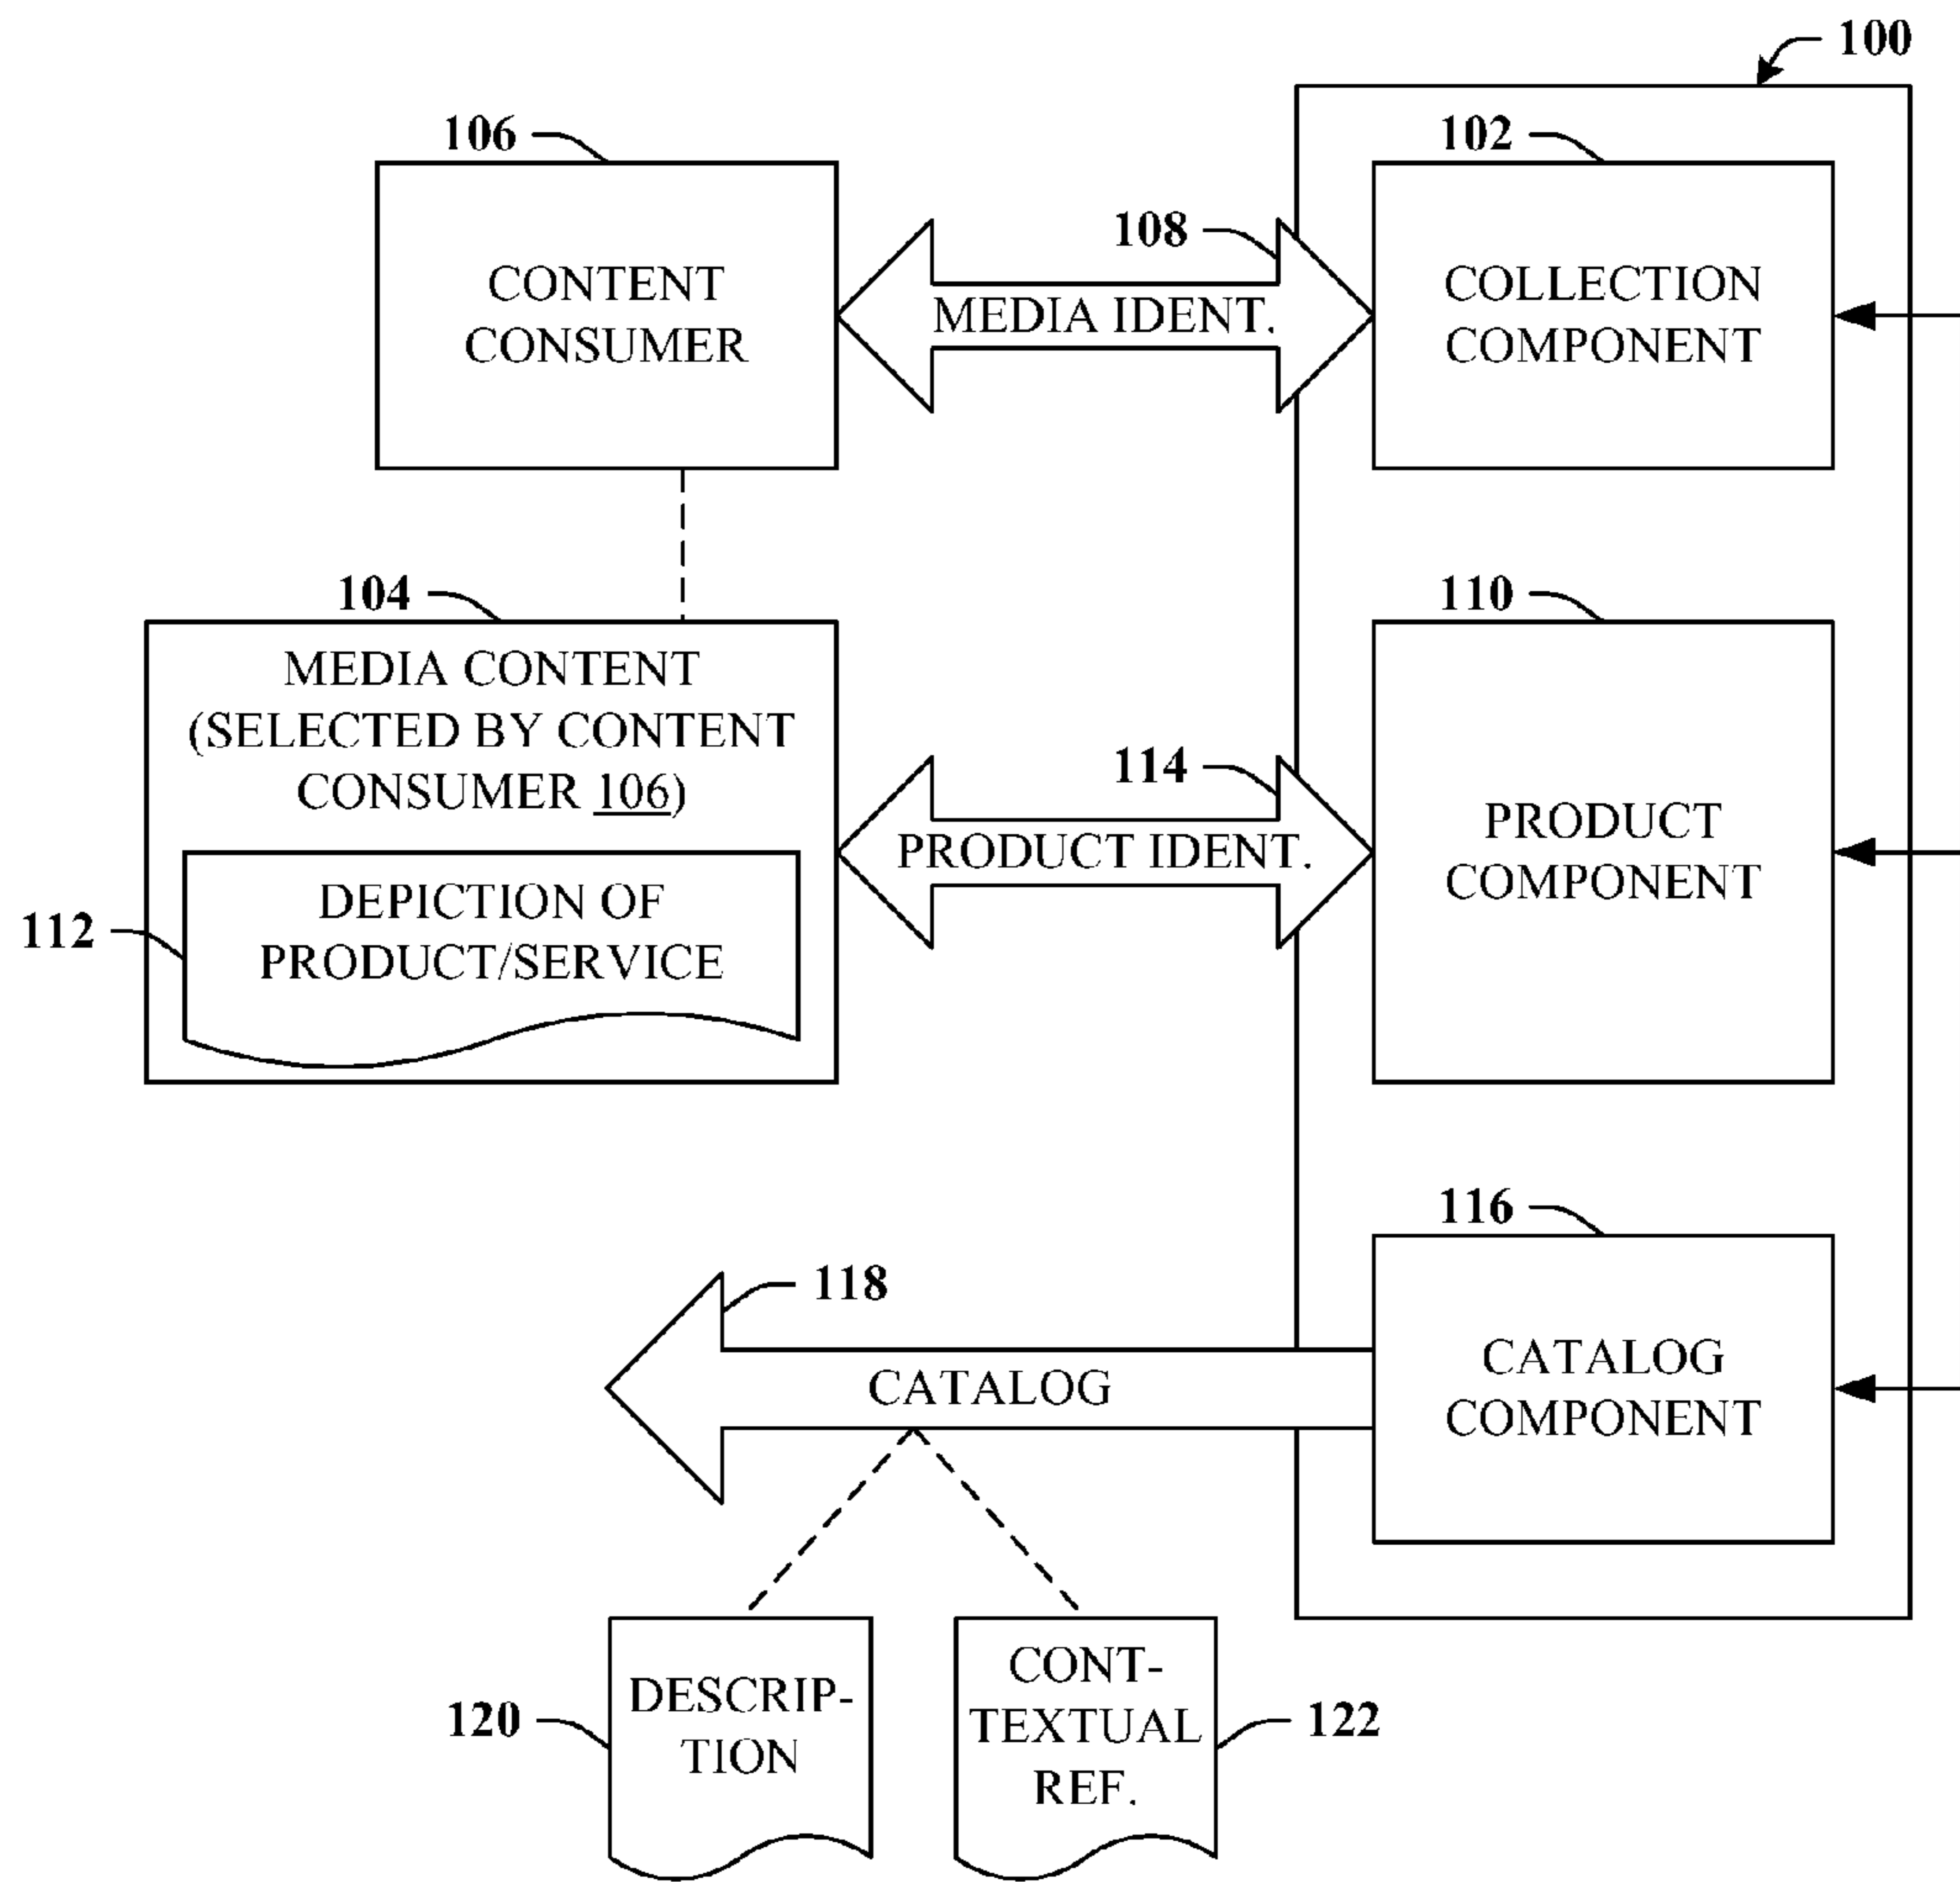 100
106
102
CONTENT
CONSUMER
108
MEDIA IDENT.
COLLECTION
COMPONENT
104
110
MEDIA CONTENT
(SELECTED BY CONTENT
CONSUMER 106)
114
PRODUCT IDENT.
PRODUCT
COMPONENT
112
DEPICTION OF
PRODUCT/SERVICE
116
118
CATALOG
CATALOG
COMPONENT
120
DESCRIP-
TION
CONT-
TEXTUAL
REF.
122